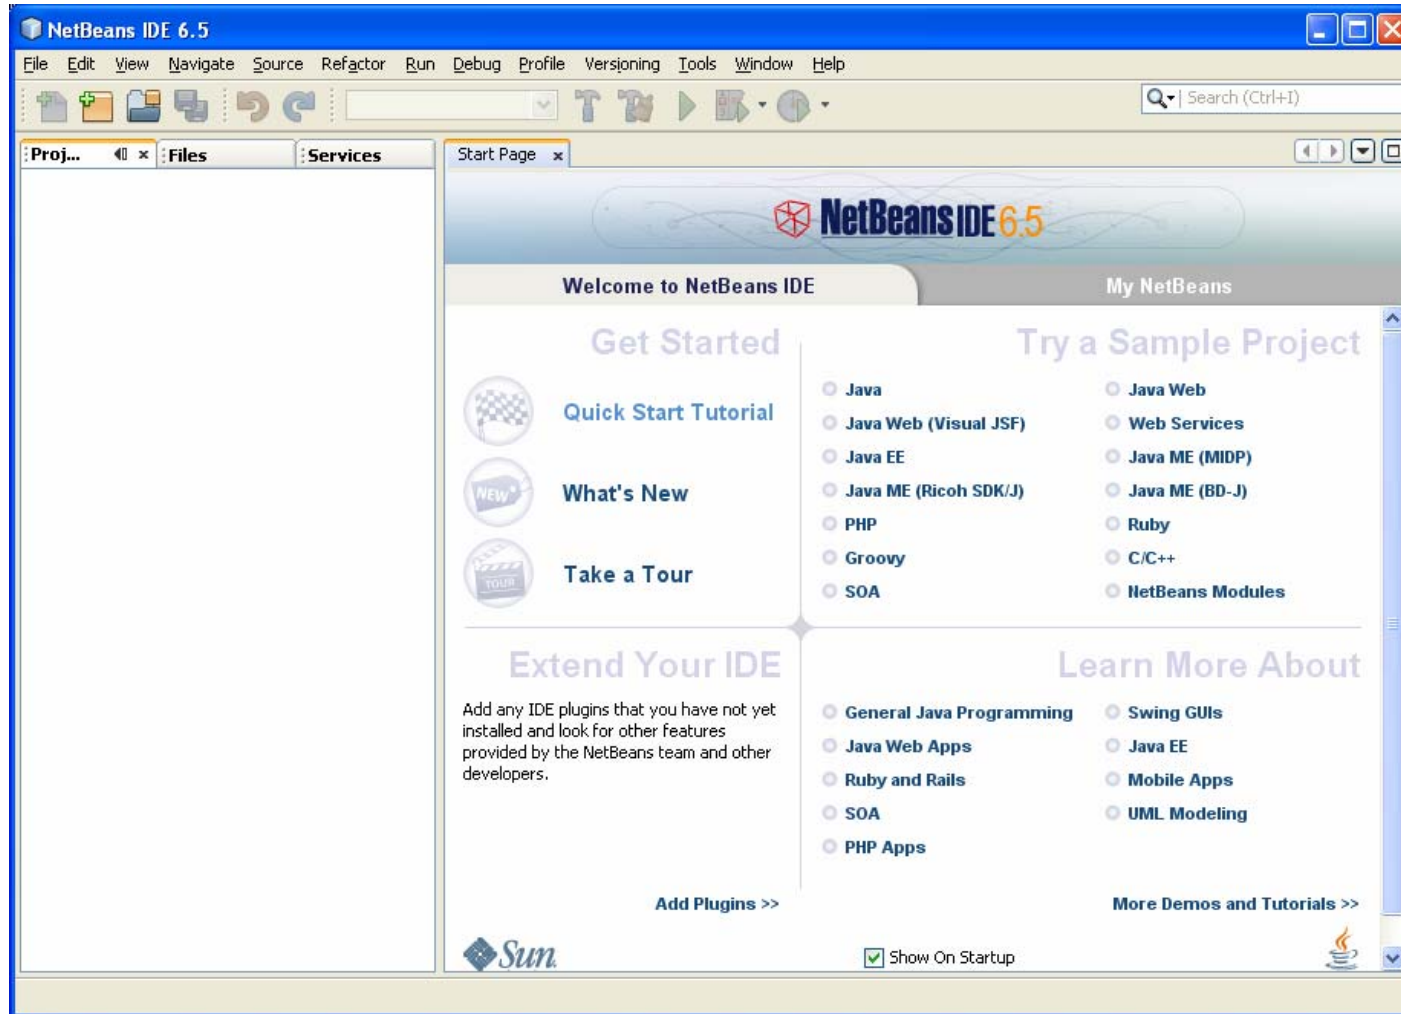 NetBeans IDE 6.5
File Edit View Navigate Source Refactor Run Debug Profile Versioning Tools Window Help
Search (Ctrl+I)
Proj... Files Services Start Page
NetBeans IDE 6.5
Welcome to NetBeans IDE My NetBeans
Get Started
Quick Start Tutorial
NEW What's New
TOUR Take a Tour
Try a Sample Project
Java Java Web
Java Web (Visual JSF) Web Services
Java EE Java ME (MIDP)
Java ME (Ricoh SDK/J) Java ME (BD-J)
PHP Ruby
Groovy C/C++
SOA NetBeans Modules
Extend Your IDE
Add any IDE plugins that you have not yet
installed and look for other features
provided by the NetBeans team and other
developers.
Add Plugins >>
Learn More About
General Java Programming Swing GUIs
Java Web Apps Java EE
Ruby and Rails Mobile Apps
SOA UML Modeling
PHP Apps
More Demos and Tutorials >>
Sun Show On Startup